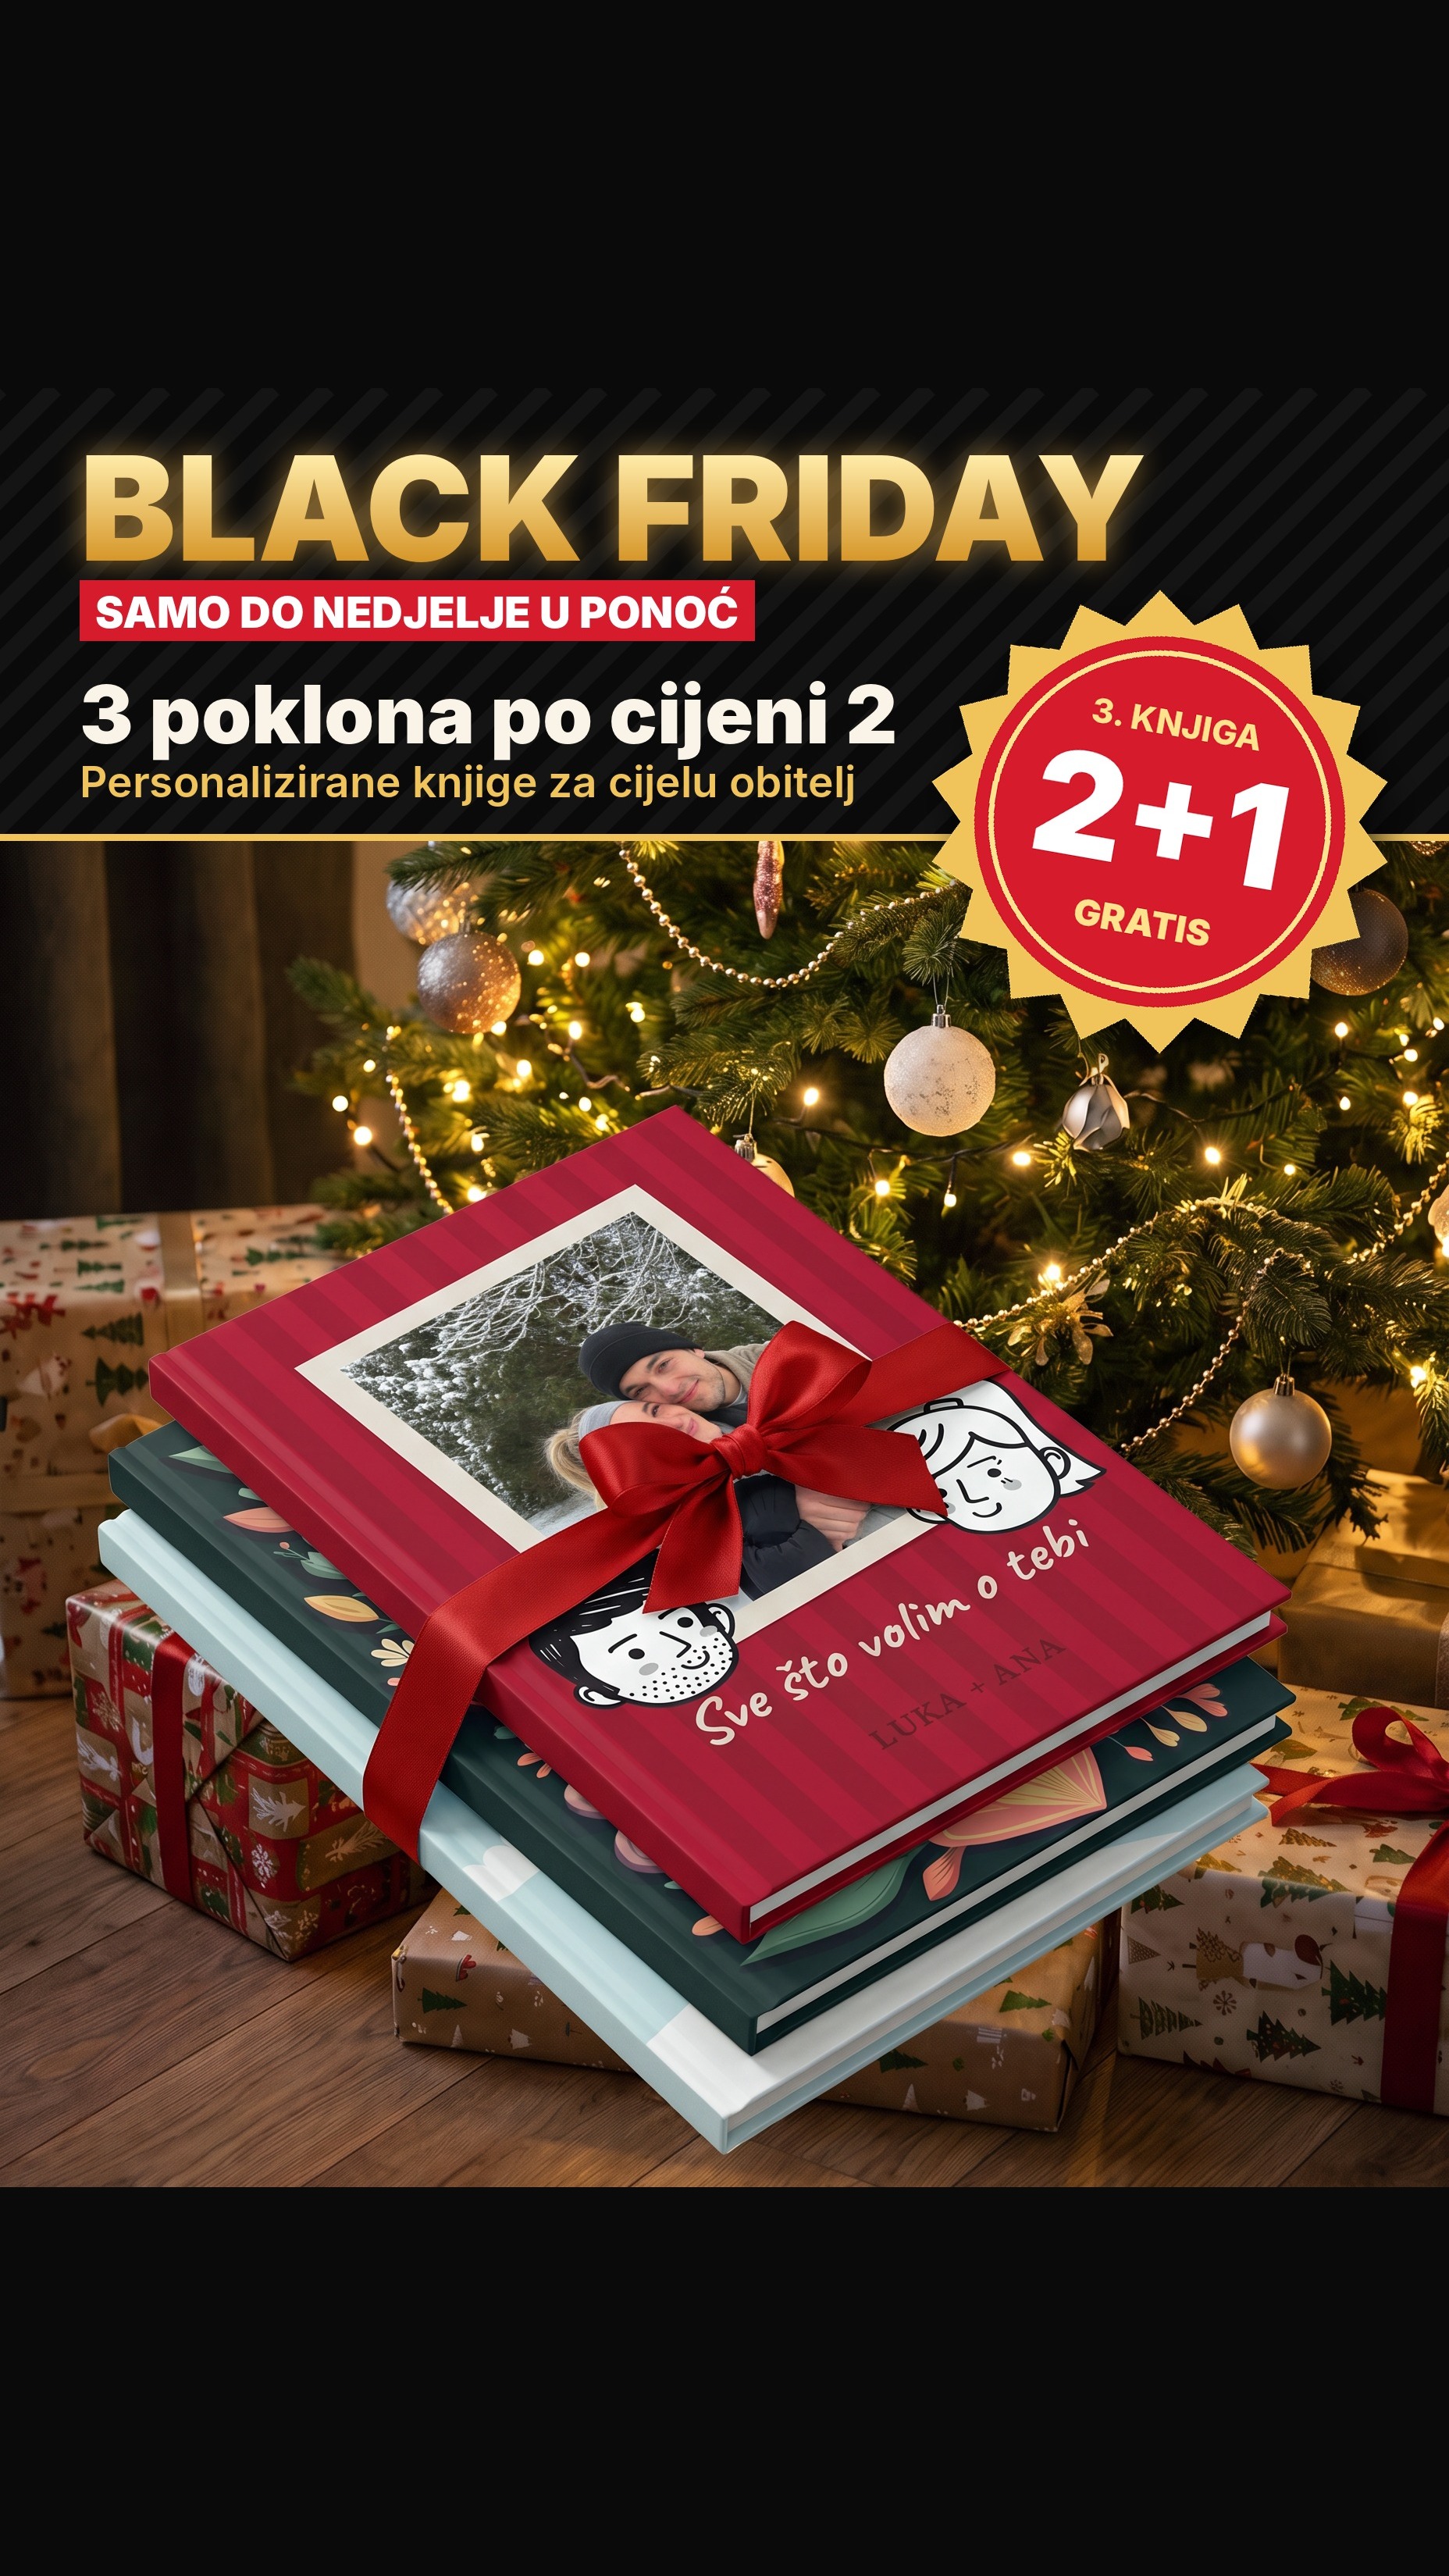 BLACK FRIDAY
SAMO DO NEDJELJE U PONOĆ
3 poklona po cijeni 2
Personalizirane knjige za cijelu obitelj
3. KNJIGA
2+1
GRATIS
Sve što volim o tebi
LUKA + ANA